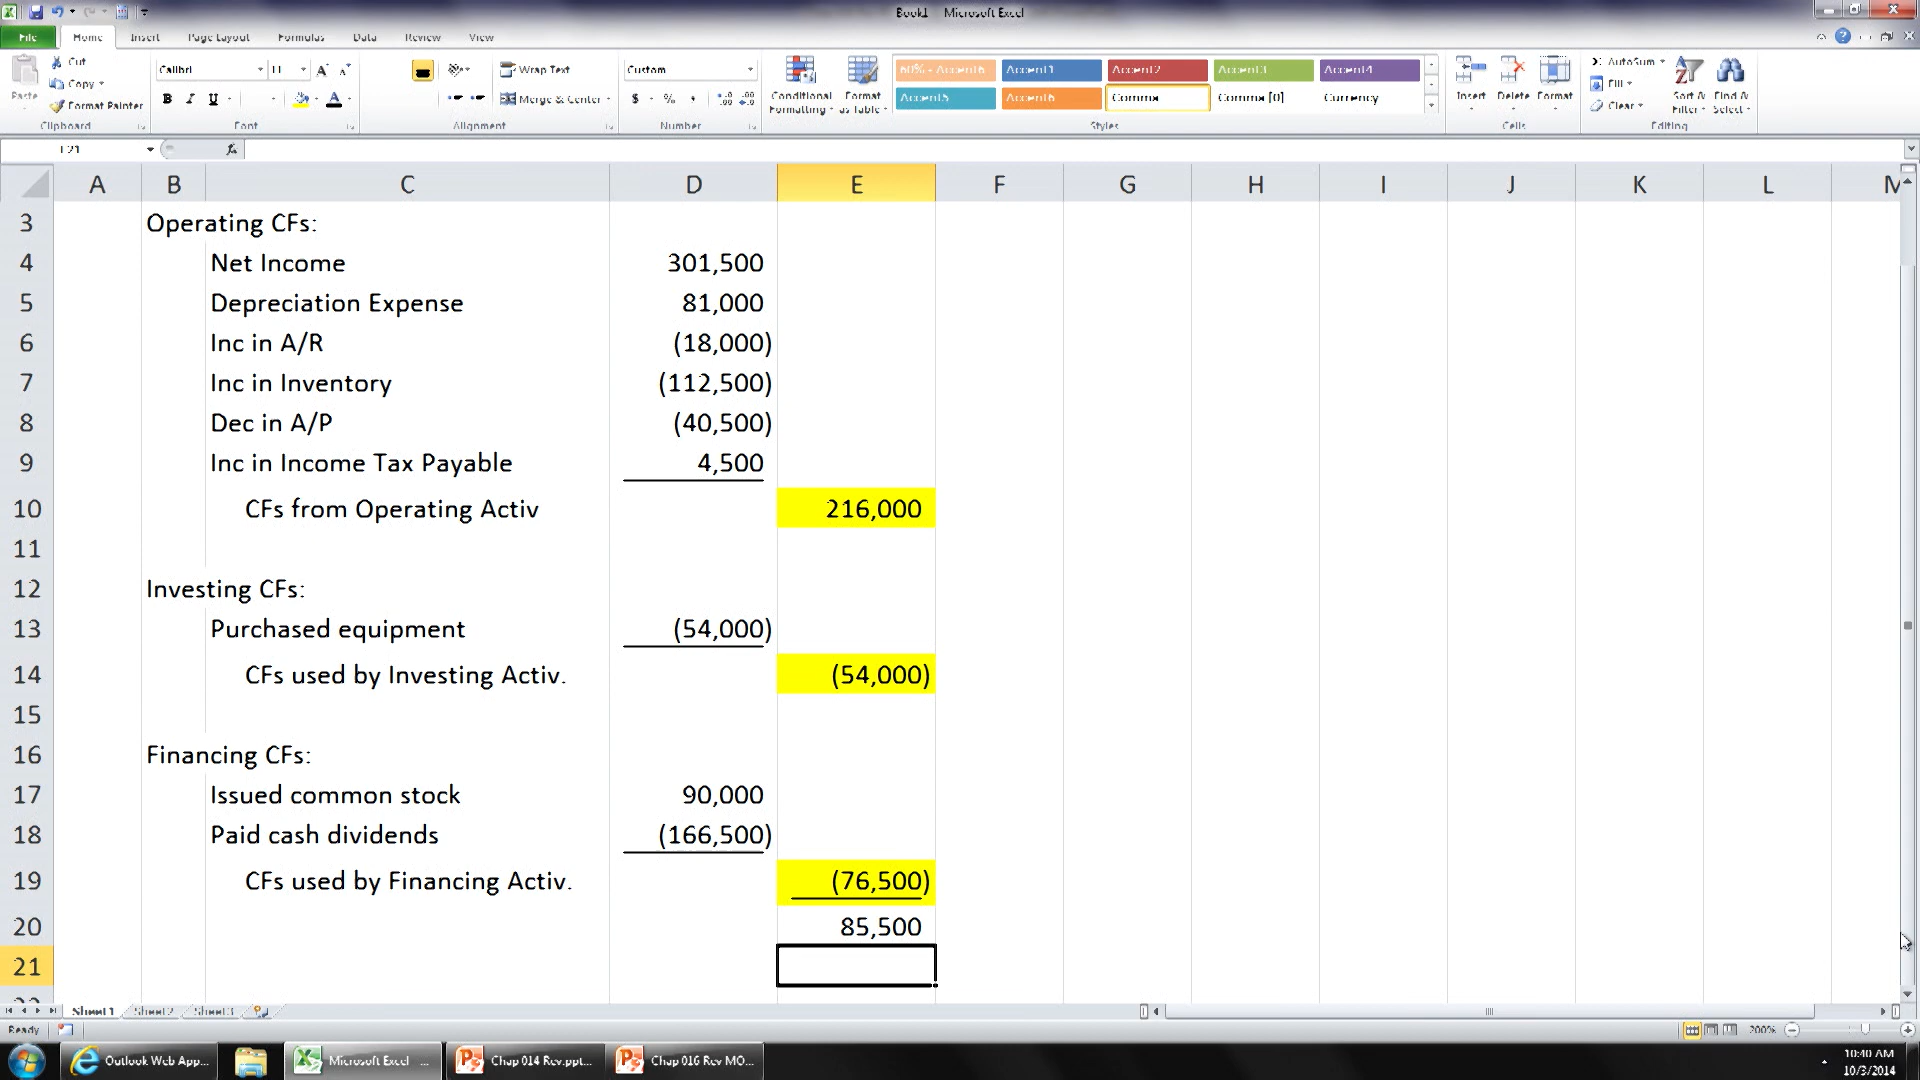 Book1 - Microsoft Excel
File Home Insert Page Layout Formulas Data Review View
Paste
Cut
Copy
Format Painter
Clipboard
Calibri 11 A A
B I U A
Font
Wrap Text
Merge & Center
Alignment
Custom
$ % ,
Number
Conditional Formatting
Format as Table
60% - Accent6 Accent1 Accent2 Accent3 Accent4
Accent5 Accent6 Comma Comma [0] Currency
Styles
Insert Delete Format
Cells
Σ AutoSum
Fill
Clear
Sort & Filter
Find & Select
Editing
E21 fx
A B C D E F G H I J K L M
3 Operating CFs:
4 Net Income 301,500
5 Depreciation Expense 81,000
6 Inc in A/R (18,000)
7 Inc in Inventory (112,500)
8 Dec in A/P (40,500)
9 Inc in Income Tax Payable 4,500
10 CFs from Operating Activ 216,000
11
12 Investing CFs:
13 Purchased equipment (54,000)
14 CFs used by Investing Activ. (54,000)
15
16 Financing CFs:
17 Issued common stock 90,000
18 Paid cash dividends (166,500)
19 CFs used by Financing Activ. (76,500)
20 85,500
21
22
Sheet1 Sheet2 Sheet3
Ready 200%
Outlook Web App... Microsoft Excel ... Chap 014 Rev.ppt... Chap 016 Rev MO...
10:40 AM
10/3/2014